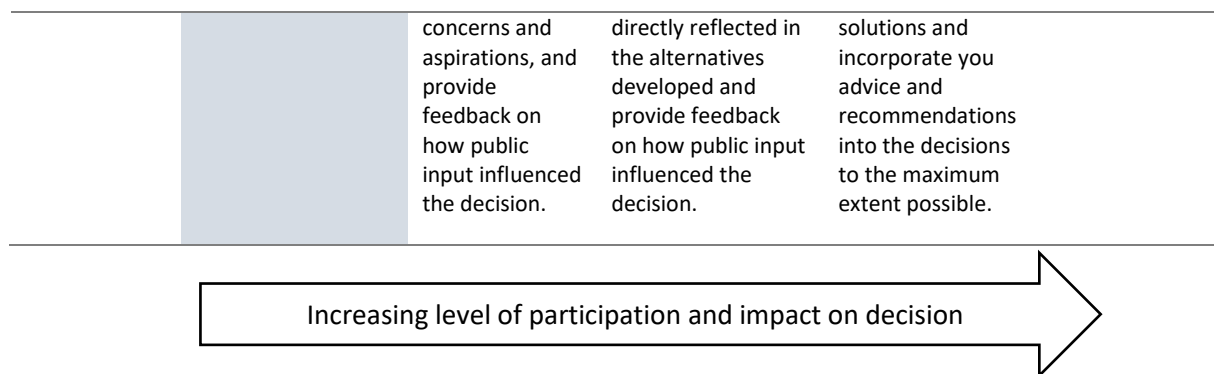 concerns and
aspirations, and
provide
feedback on
how public
input influenced
the decision.
directly reflected in
the alternatives
developed and
provide feedback
on how public input
influenced the
decision.
solutions and
incorporate you
advice and
recommendations
into the decisions
to the maximum
extent possible.
Increasing level of participation and impact on decision